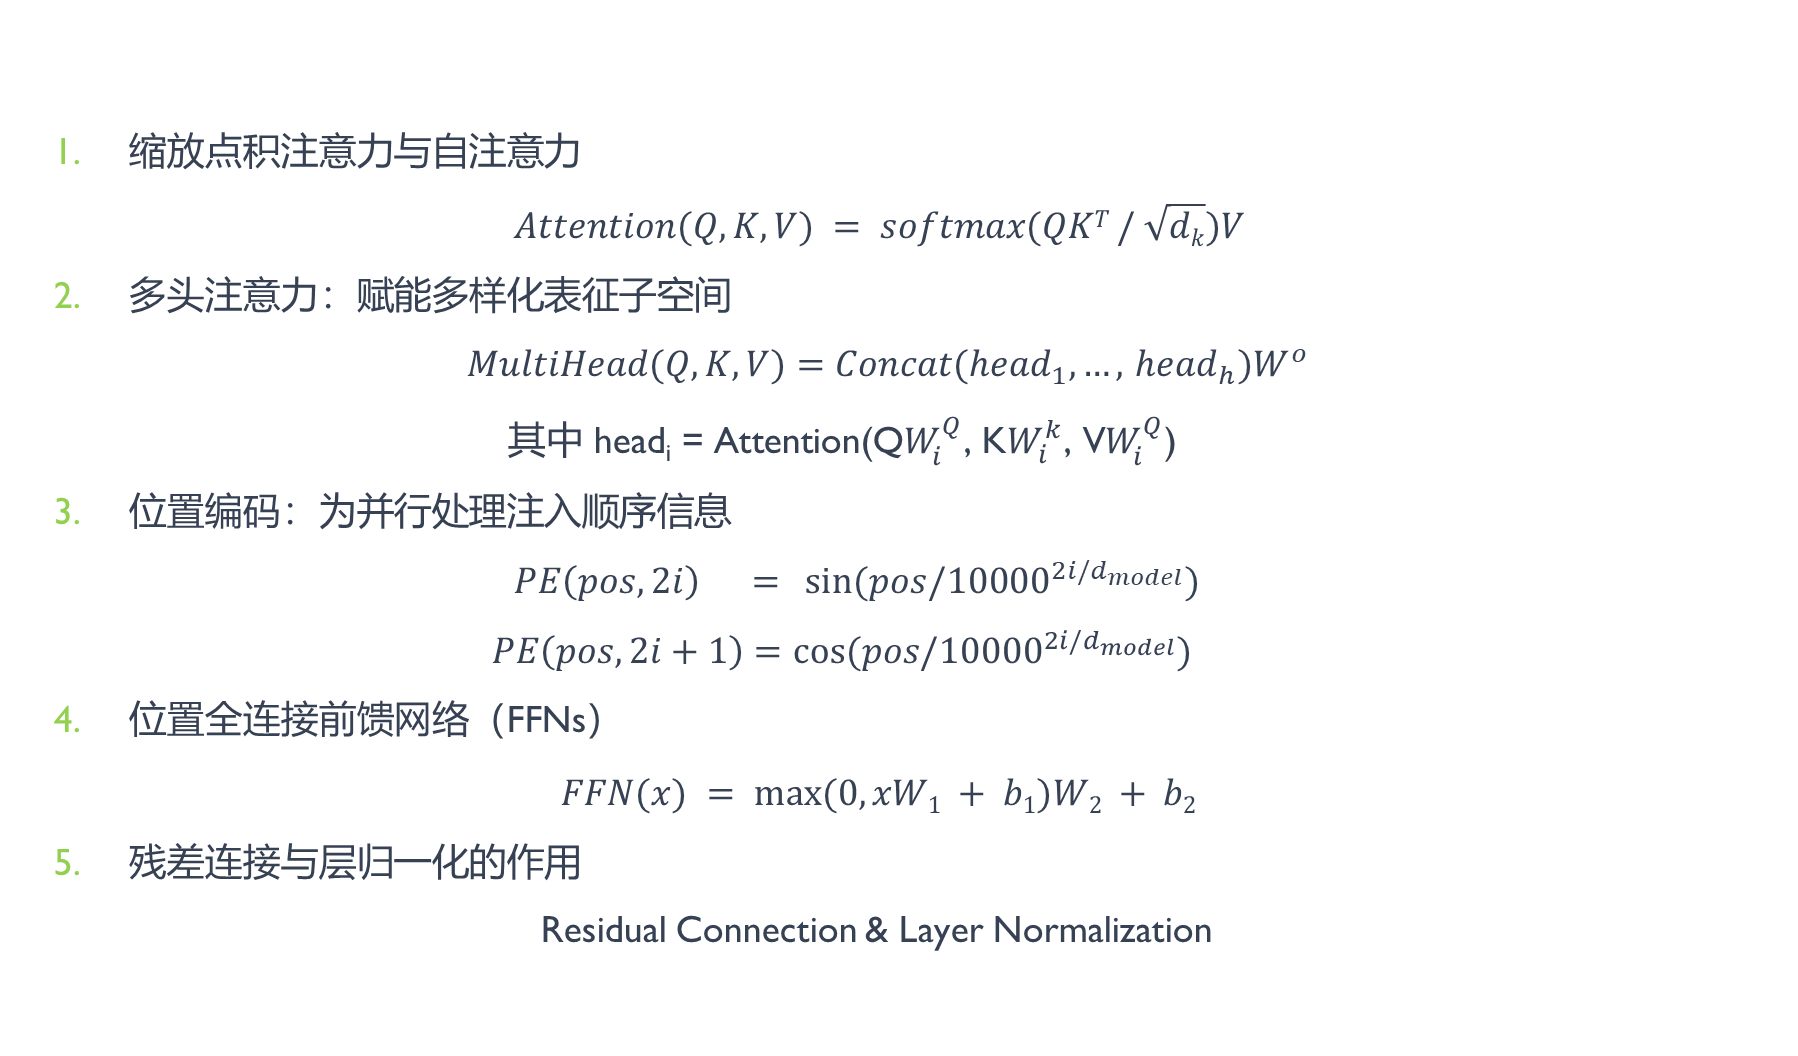 1. 缩放点积注意力与自注意力
Attention(Q, K, V) = softmax(QK^T / √d_k)V
2. 多头注意力：赋能多样化表征子空间
MultiHead(Q, K, V) = Concat(head_1, …, head_h)W^o
其中 head_i = Attention(QW_i^Q, KW_i^k, VW_i^Q)
3. 位置编码：为并行处理注入顺序信息
PE(pos, 2i) = sin(pos/10000^{2i/d_{model}})
PE(pos, 2i + 1) = cos(pos/10000^{2i/d_{model}})
4. 位置全连接前馈网络（FFNs）
FFN(x) = max(0, xW_1 + b_1)W_2 + b_2
5. 残差连接与层归一化的作用
Residual Connection & Layer Normalization